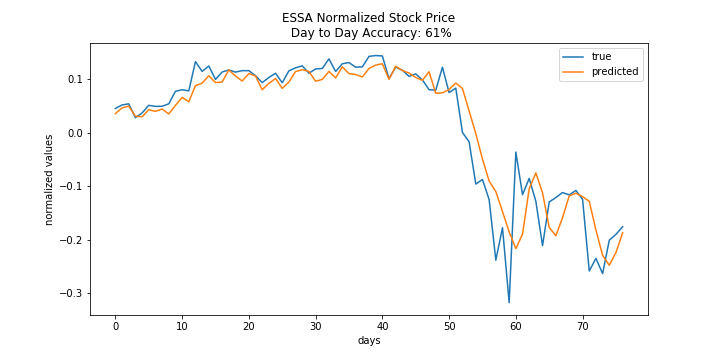 ESSA Normalized Stock Price
Day to Day Accuracy: 61%
true
predicted
normalized values
0.1
0.0
−0.1
−0.2
−0.3
0 10 20 30 40 50 60 70
days